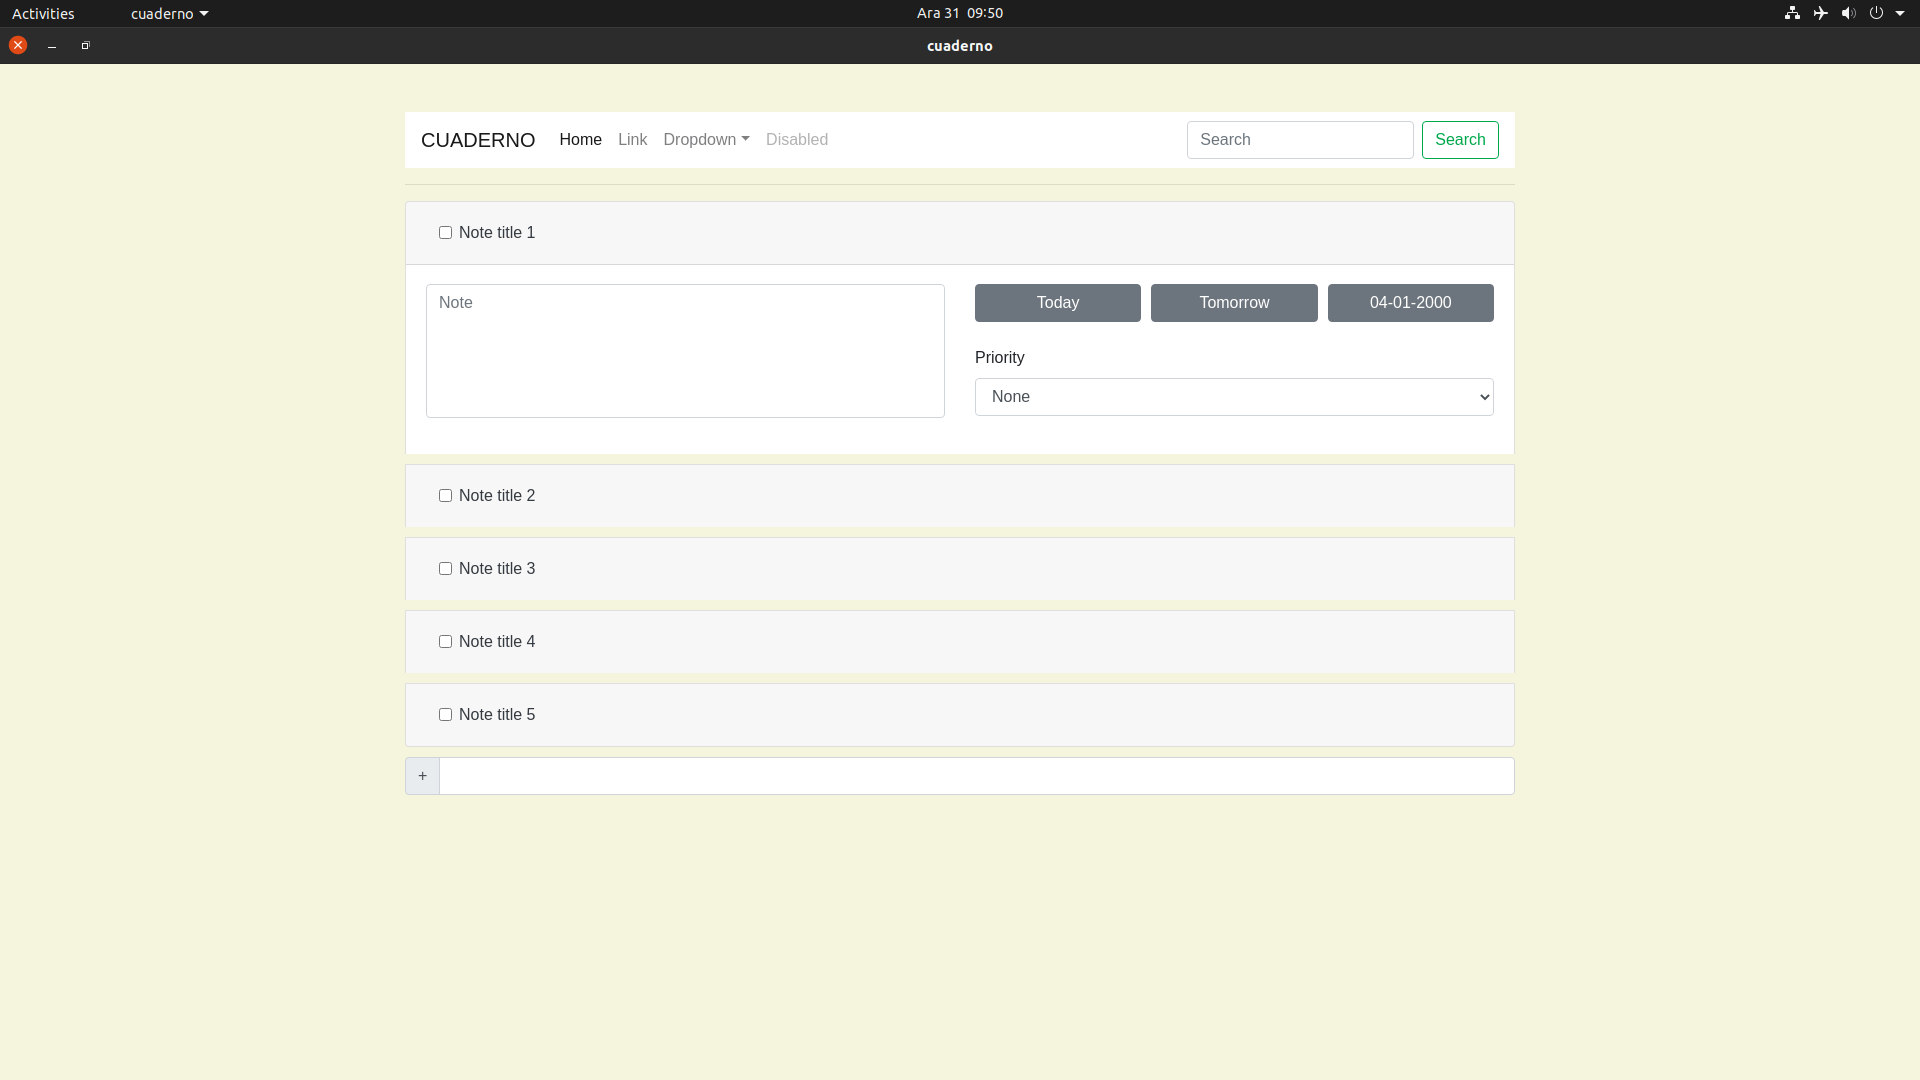 Activities cuaderno Ara 31 09:50
cuaderno
CUADERNO Home Link Dropdown Disabled Search Search
Note title 1
Note Today Tomorrow 04-01-2000
Priority
None
Note title 2
Note title 3
Note title 4
Note title 5
+